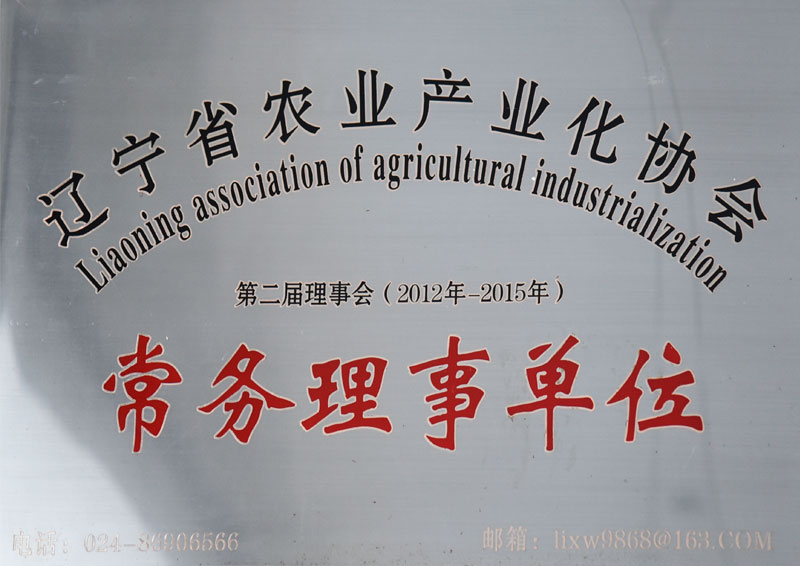 辽宁省农业产业化协会
Liaoning association of agricultural industrialization
第二届理事会（2012年-2015年）
常务理事单位
电话：024-86906566 邮箱：lixw9868@163.COM